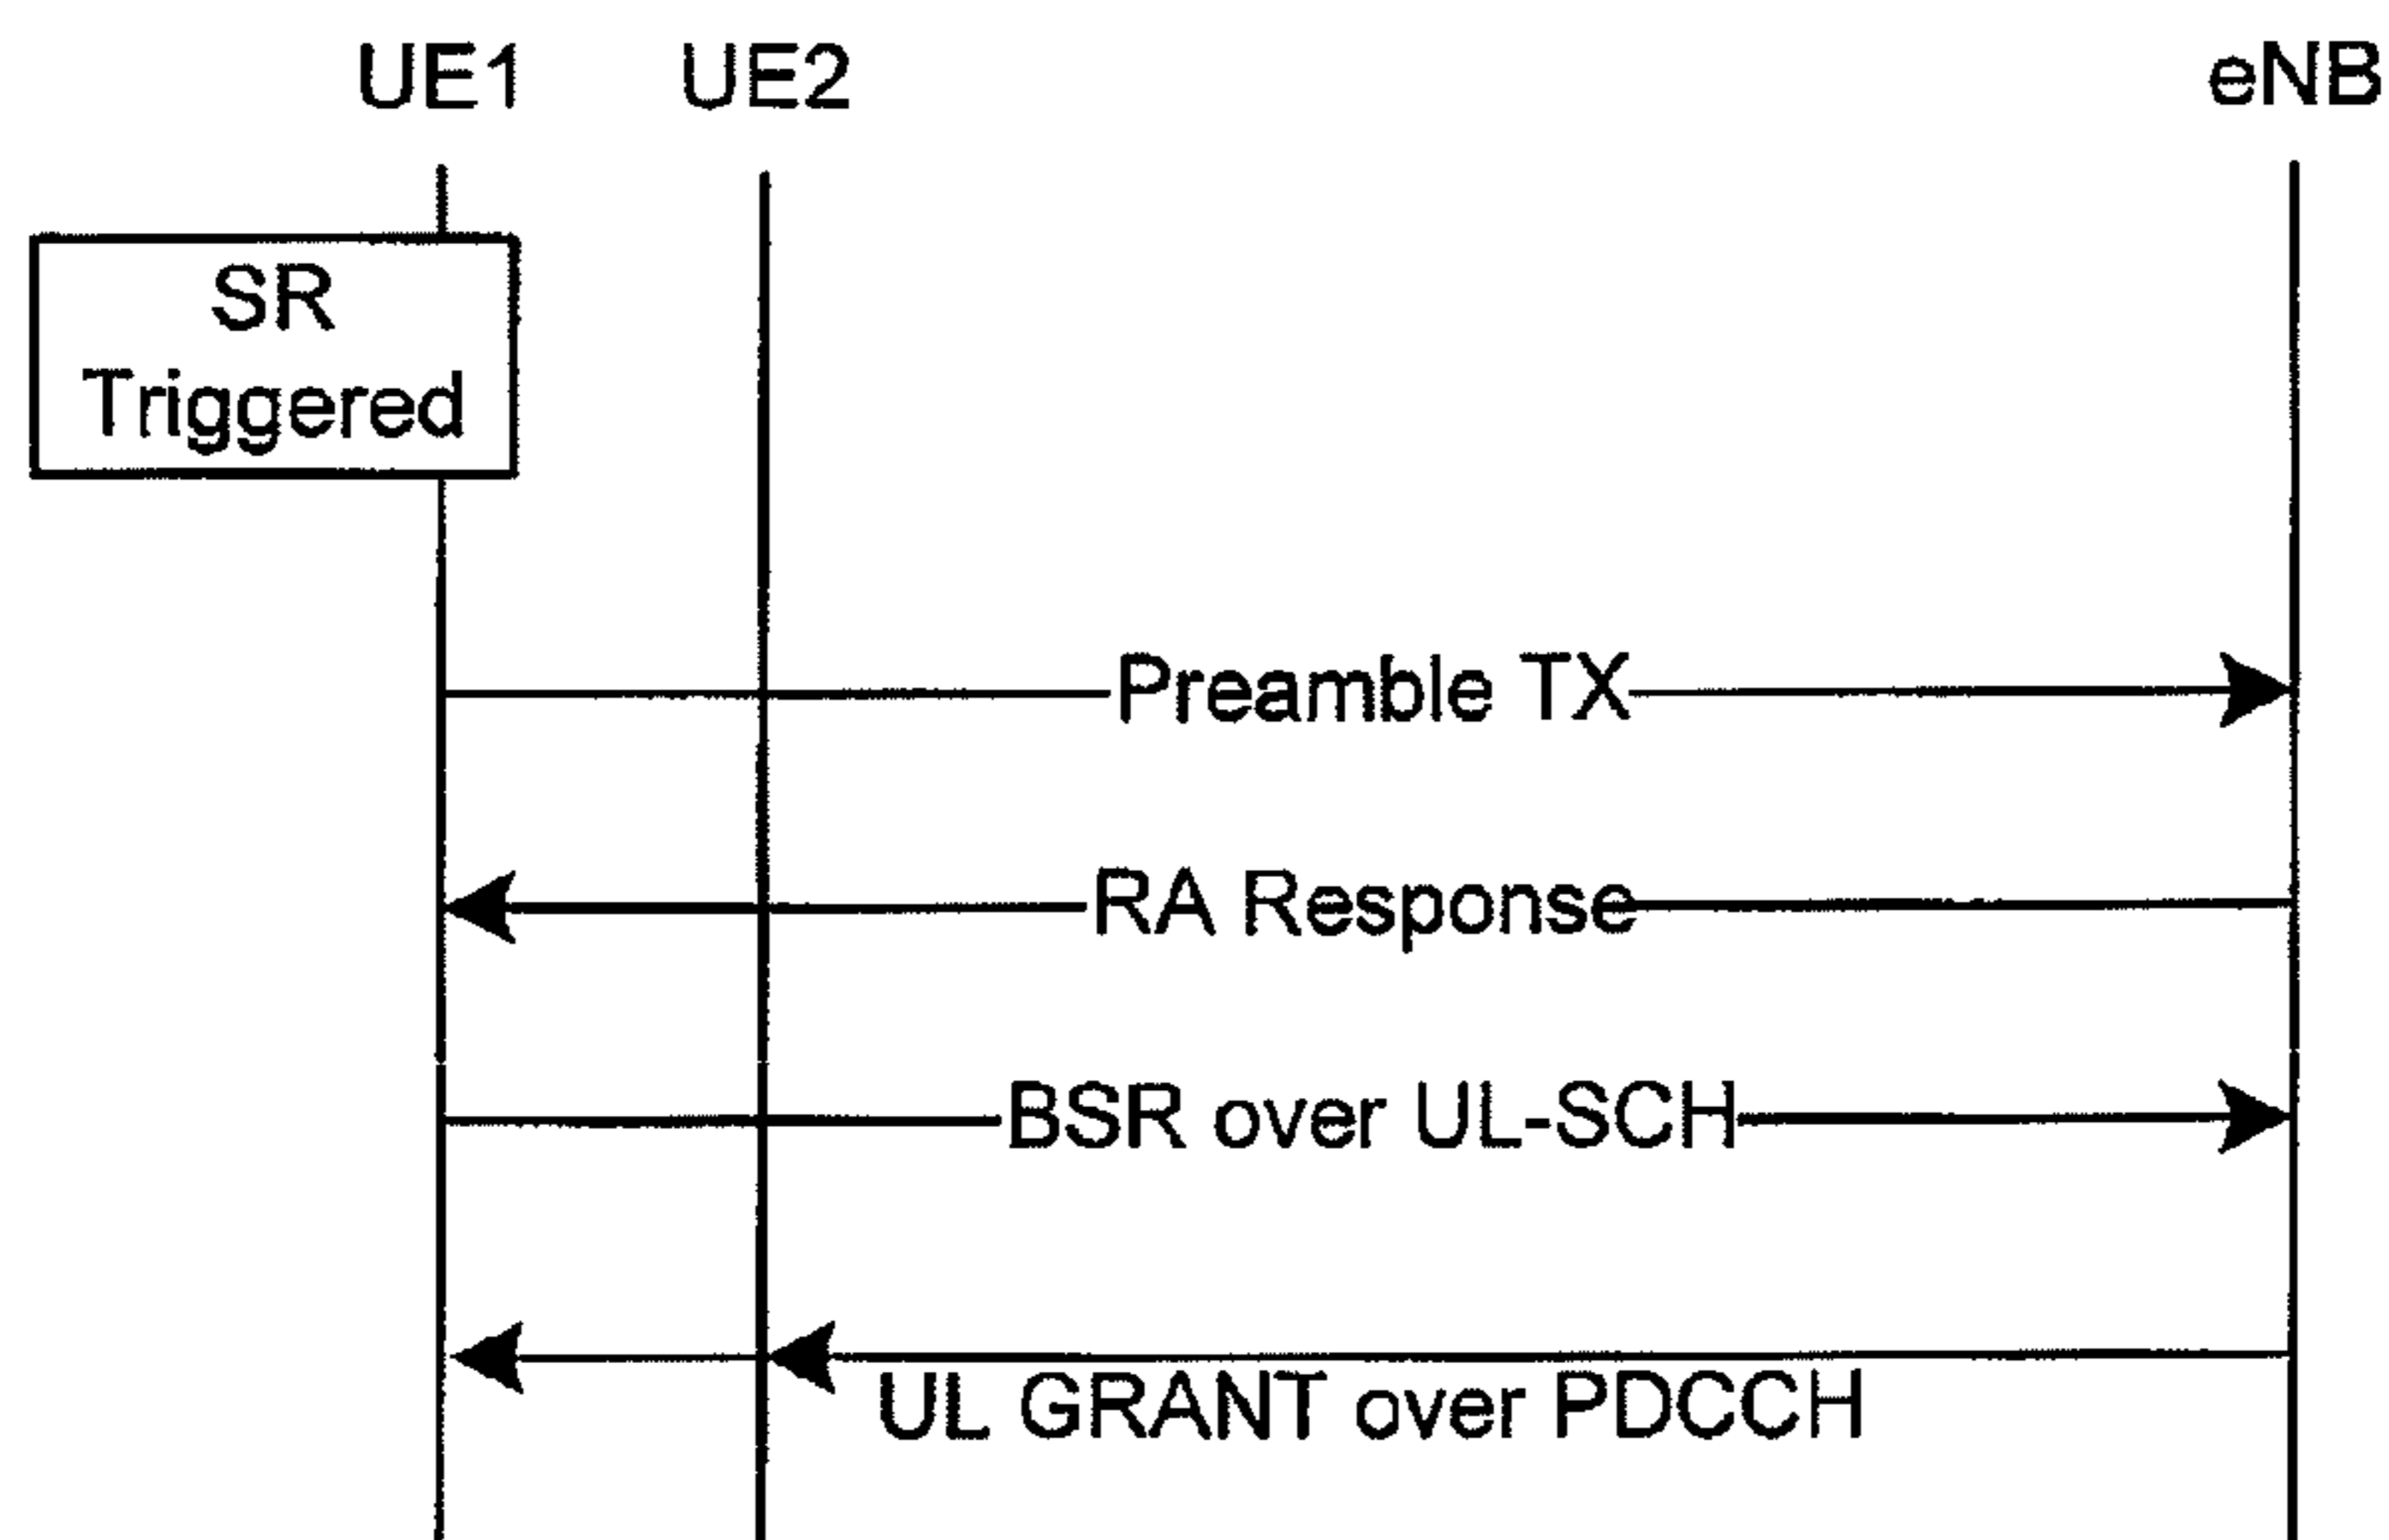 UE1 UE2 eNB
SR
Triggered
Preamble TX
RA Response
BSR over UL-SCH
UL GRANT over PDCCH